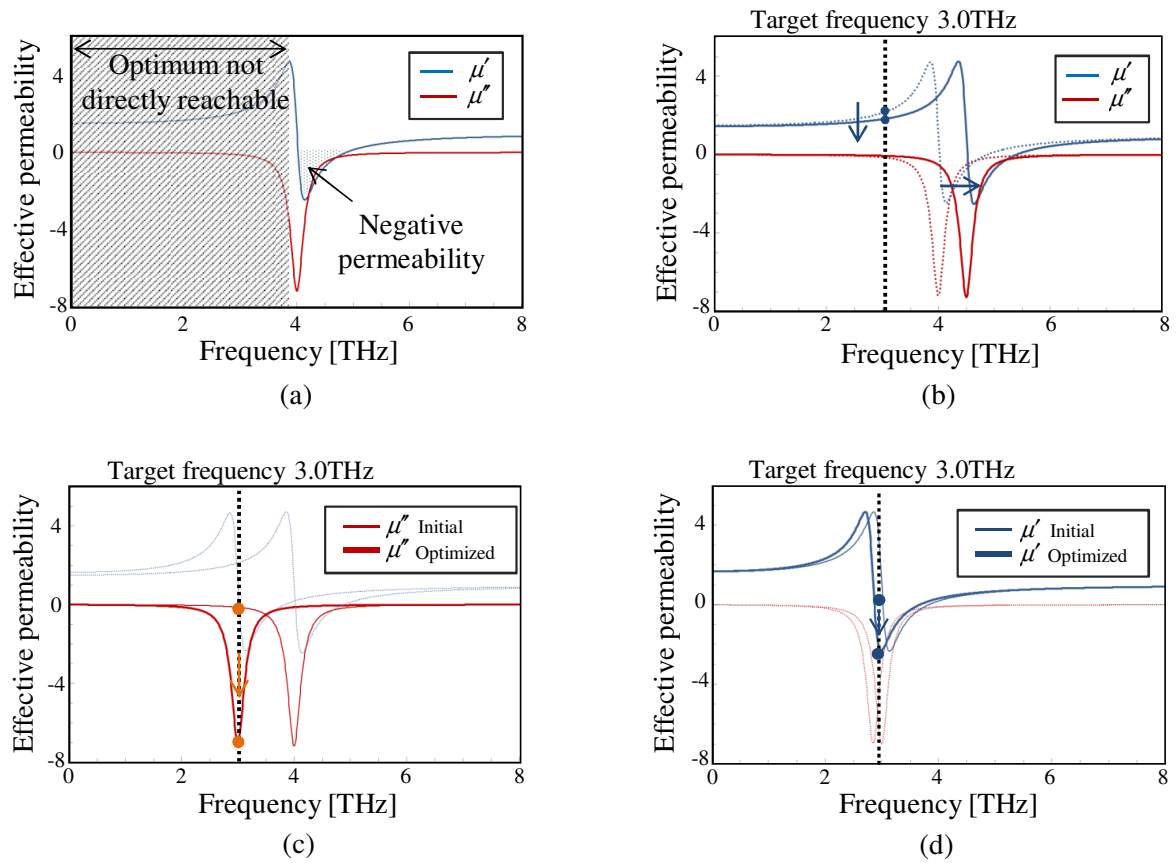 Effective permeability
4
0
-4
-8
Optimum not
directly reachable
μ′
μ″
Negative
permeability
0 2 4 6 8
Frequency [THz]
(a)
Target frequency 3.0THz
Effective permeability
4
0
-4
-8
μ′
μ″
0 2 4 6 8
Frequency [THz]
(b)
Target frequency 3.0THz
Effective permeability
4
0
-4
-8
μ″ Initial
μ″ Optimized
0 2 4 6 8
Frequency [THz]
(c)
Target frequency 3.0THz
Effective permeability
4
0
-4
-8
μ′ Initial
μ′ Optimized
0 2 4 6 8
Frequency [THz]
(d)